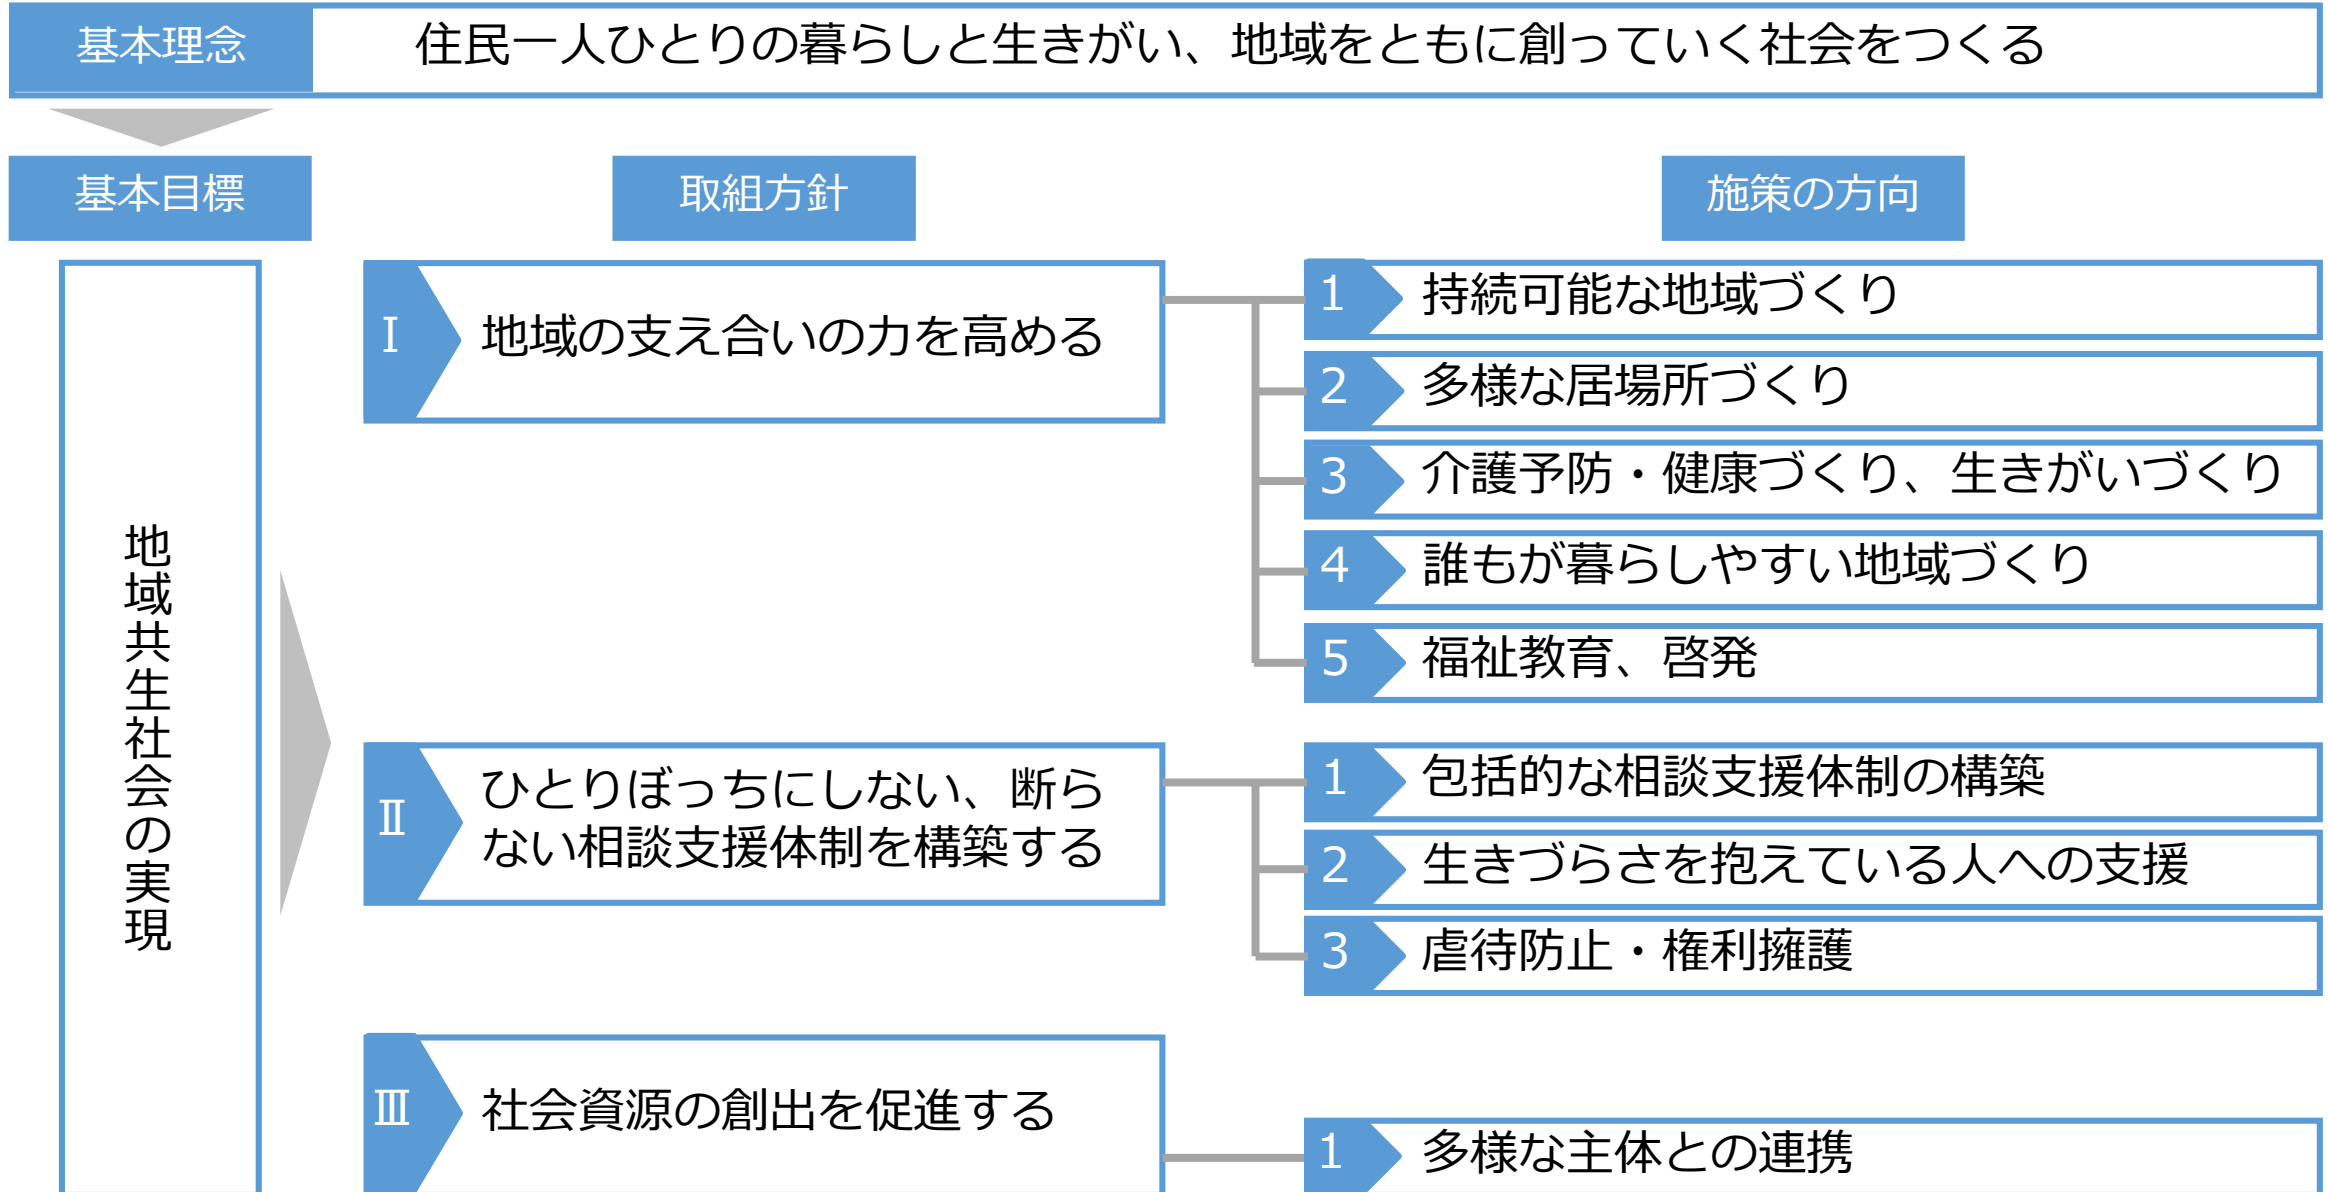 基本理念
住民一人ひとりの暮らしと生きがい、地域をともに創っていく社会をつくる
基本目標
取組方針
施策の方向
地域共生社会の実現
Ⅰ
地域の支え合いの力を高める
1
持続可能な地域づくり
2
多様な居場所づくり
3
介護予防・健康づくり、生きがいづくり
4
誰もが暮らしやすい地域づくり
5
福祉教育、啓発
Ⅱ
ひとりぼっちにしない、断ら
ない相談支援体制を構築する
1
包括的な相談支援体制の構築
2
生きづらさを抱えている人への支援
3
虐待防止・権利擁護
Ⅲ
社会資源の創出を促進する
1
多様な主体との連携